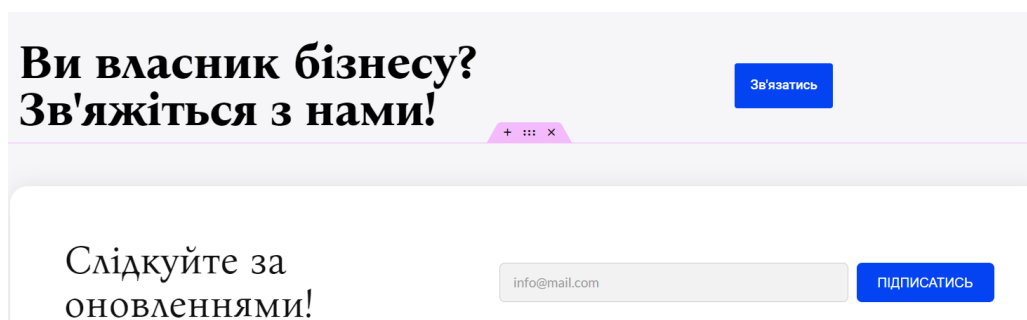 Ви власник бізнесу?
Зв'яжіться з нами!
Зв'язатись
Слідкуйте за
оновленнями!
info@mail.com
ПІДПИСАТИСЬ